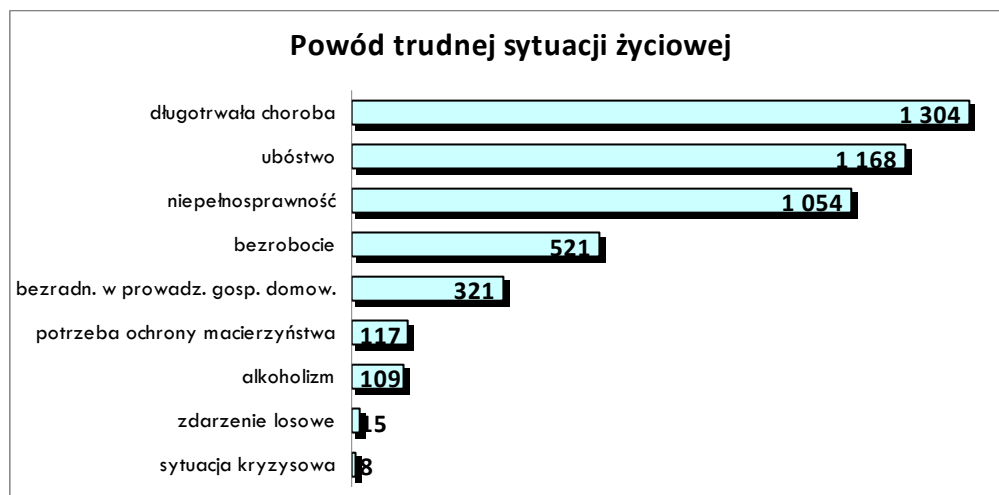 Powód trudnej sytuacji życiowej
długotrwała choroba 1 304
ubóstwo 1 168
niepełnosprawność 1 054
bezrobocie 521
bezradn. w prowadz. gosp. domow. 321
potrzeba ochrony macierzyństwa 117
alkoholizm 109
zdarzenie losowe 15
sytuacja kryzysowa 8